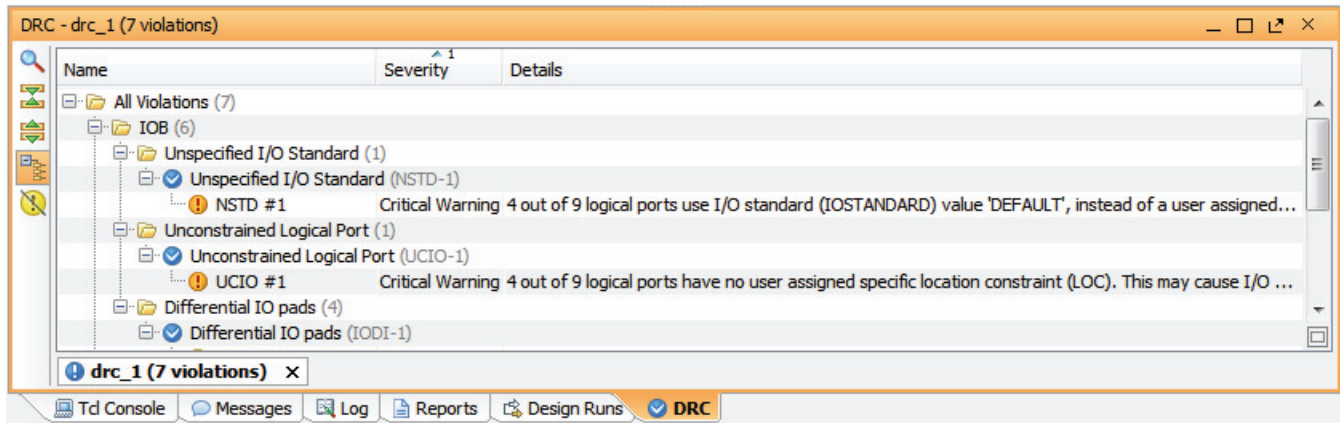 DRC - drc_1 (7 violations)
Name Severity 1 Details
All Violations (7)
IOB (6)
Unspecified I/O Standard (1)
Unspecified I/O Standard (NSTD-1)
NSTD #1 Critical Warning 4 out of 9 logical ports use I/O standard (IOSTANDARD) value 'DEFAULT', instead of a user assigned...
Unconstrained Logical Port (1)
Unconstrained Logical Port (UCIO-1)
UCIO #1 Critical Warning 4 out of 9 logical ports have no user assigned specific location constraint (LOC). This may cause I/O ...
Differential IO pads (4)
Differential IO pads (IODI-1)
drc_1 (7 violations) x
Tcl Console Messages Log Reports Design Runs DRC